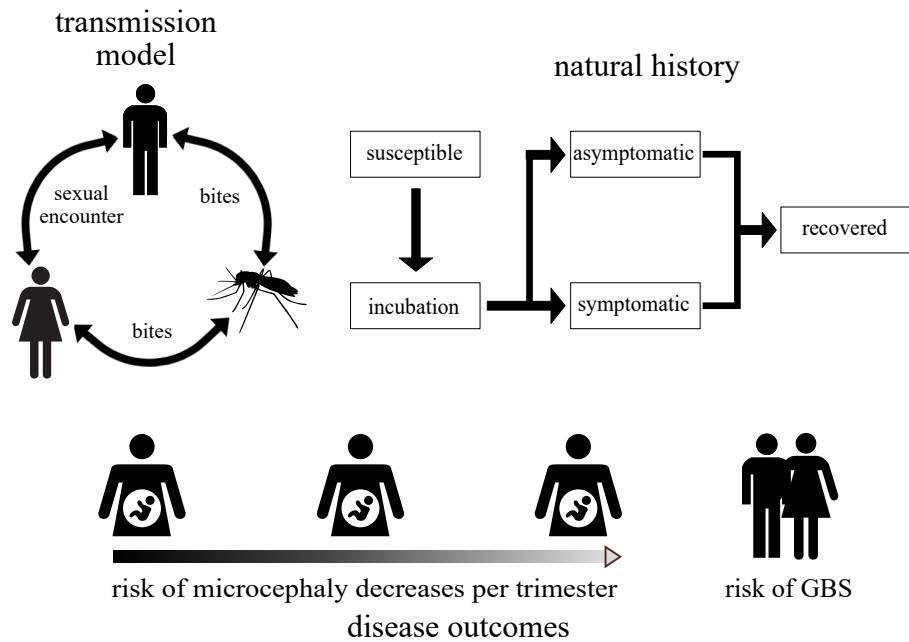 transmission
model
natural history
susceptible
asymptomatic
sexual
encounter
bites
recovered
incubation
symptomatic
bites
risk of microcephaly decreases per trimester
risk of GBS
disease outcomes